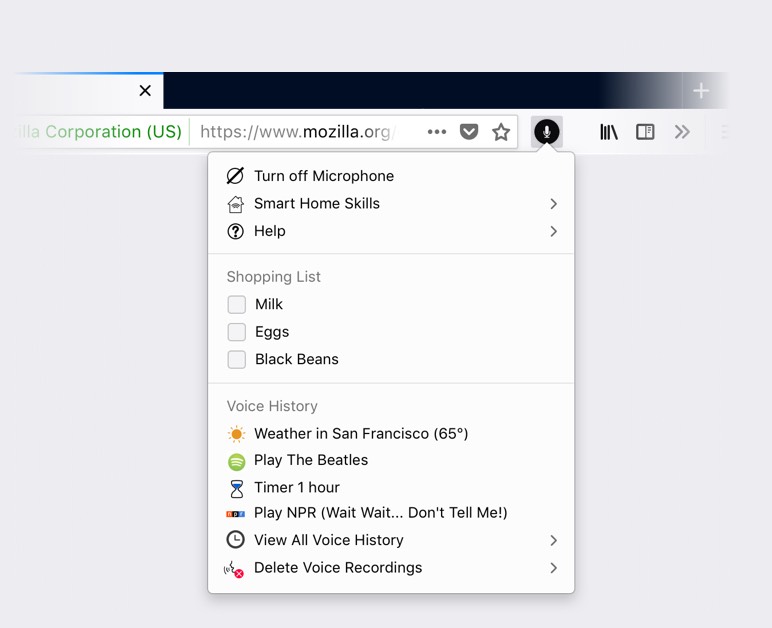 illa Corporation (US) https://www.mozilla.org/
Turn off Microphone
Smart Home Skills
Help
Shopping List
Milk
Eggs
Black Beans
Voice History
Weather in San Francisco (65°)
Play The Beatles
Timer 1 hour
npr Play NPR (Wait Wait... Don't Tell Me!)
View All Voice History
Delete Voice Recordings